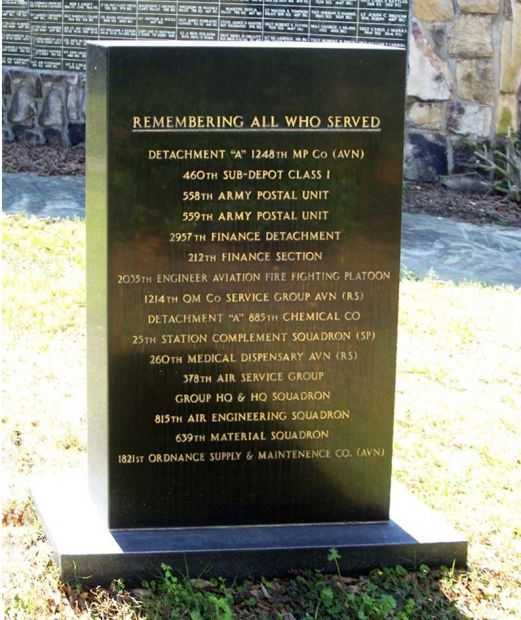 REMEMBERING ALL WHO SERVED
DETACHMENT "A" 1248TH MP CO (AVN)
460TH SUB-DEPOT CLASS I
558TH ARMY POSTAL UNIT
559TH ARMY POSTAL UNIT
2957TH FINANCE DETACHMENT
212TH FINANCE SECTION
2035TH ENGINEER AVIATION FIRE FIGHTING PLATOON
1214TH QM CO SERVICE GROUP AVN (RS)
DETACHMENT "A" 885TH CHEMICAL CO
25TH STATION COMPLEMENT SQUADRON (SP)
260TH MEDICAL DISPENSARY AVN (RS)
378TH AIR SERVICE GROUP
GROUP HQ & HQ SQUADRON
815TH AIR ENGINEERING SQUADRON
639TH MATERIAL SQUADRON
1821ST ORDNANCE SUPPLY & MAINTENENCE CO. (AVN)